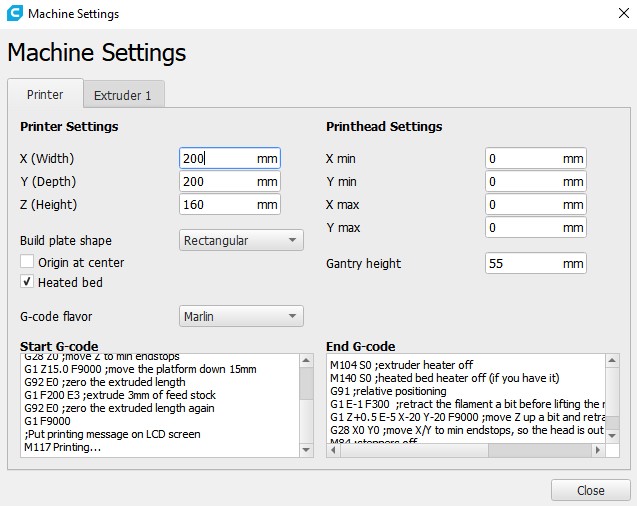 Machine Settings
Machine Settings
Printer
Extruder 1
Printer Settings
X (Width) 200 mm
Y (Depth) 200 mm
Z (Height) 160 mm
Build plate shape Rectangular
Origin at center
Heated bed
G-code flavor Marlin
Printhead Settings
X min 0 mm
Y min 0 mm
X max 0 mm
Y max 0 mm
Gantry height 55 mm
Start G-code
G28 Z0 ;move Z to min endstops
G1 Z15.0 F9000 ;move the platform down 15mm
G92 E0 ;zero the extruded length
G1 F200 E3 ;extrude 3mm of feed stock
G92 E0 ;zero the extruded length again
G1 F9000
;Put printing message on LCD screen
M117 Printing...
End G-code
M104 S0 ;extruder heater off
M140 S0 ;heated bed heater off (if you have it)
G91 ;relative positioning
G1 E-1 F300  ;retract the filament a bit before lifting the
G1 Z+0.5 E-5 X-20 Y-20 F9000 ;move Z up a bit and retra
G28 X0 Y0 ;move X/Y to min endstops, so the head is out
M84 ;steppers off
Close